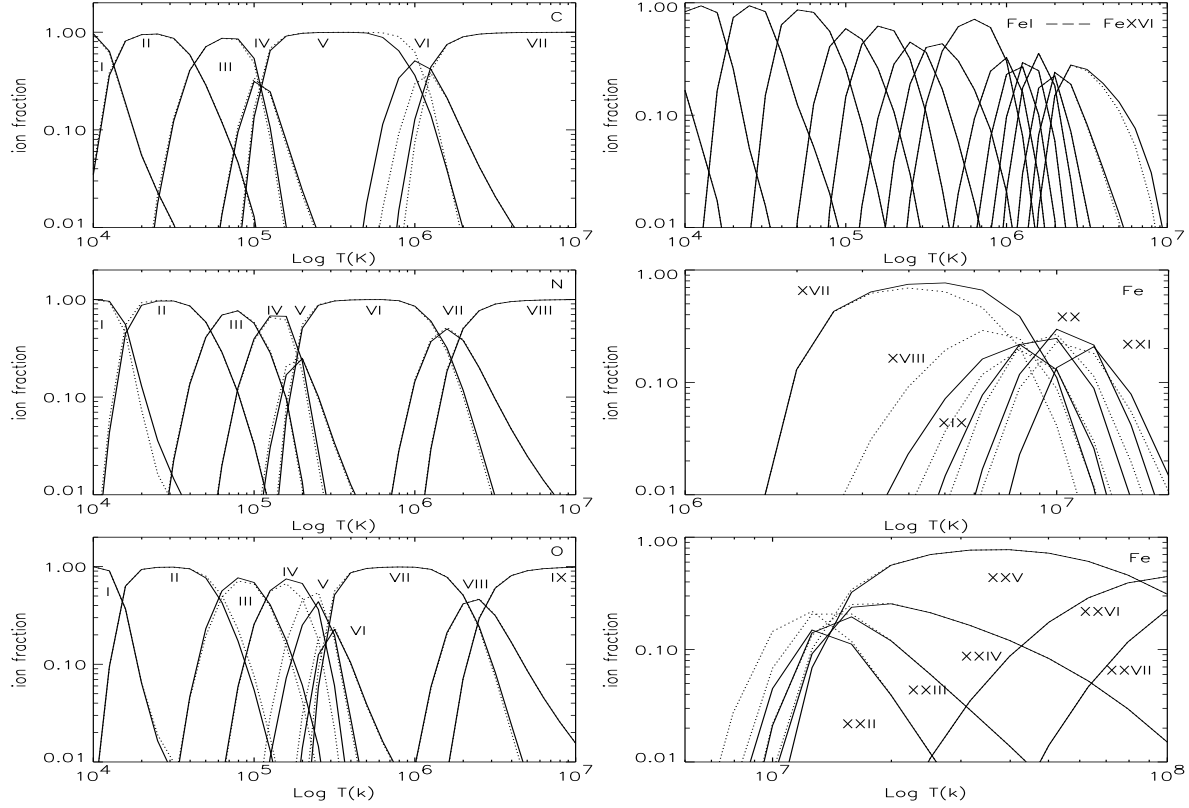 C
1.00
0.10
0.01
ion fraction
I
II
III
IV
V
VI
VII
10^4
10^5
10^6
10^7
Log T(K)
FeI — — — FeXVI
1.00
0.10
0.01
ion fraction
10^4
10^5
10^6
10^7
Log T(K)
N
1.00
0.10
0.01
ion fraction
I
II
III
IV
V
VI
VII
VIII
10^4
10^5
10^6
10^7
Log T(K)
Fe
1.00
0.10
0.01
ion fraction
XVII
XVIII
XIX
XX
XXI
10^6
10^7
Log T(K)
O
1.00
0.10
0.01
ion fraction
I
II
III
IV
V
VI
VII
VIII
IX
10^4
10^5
10^6
10^7
Log T(k)
Fe
1.00
0.10
0.01
ion fraction
XXII
XXIII
XXIV
XXV
XXVI
XXVII
10^7
10^8
Log T(k)